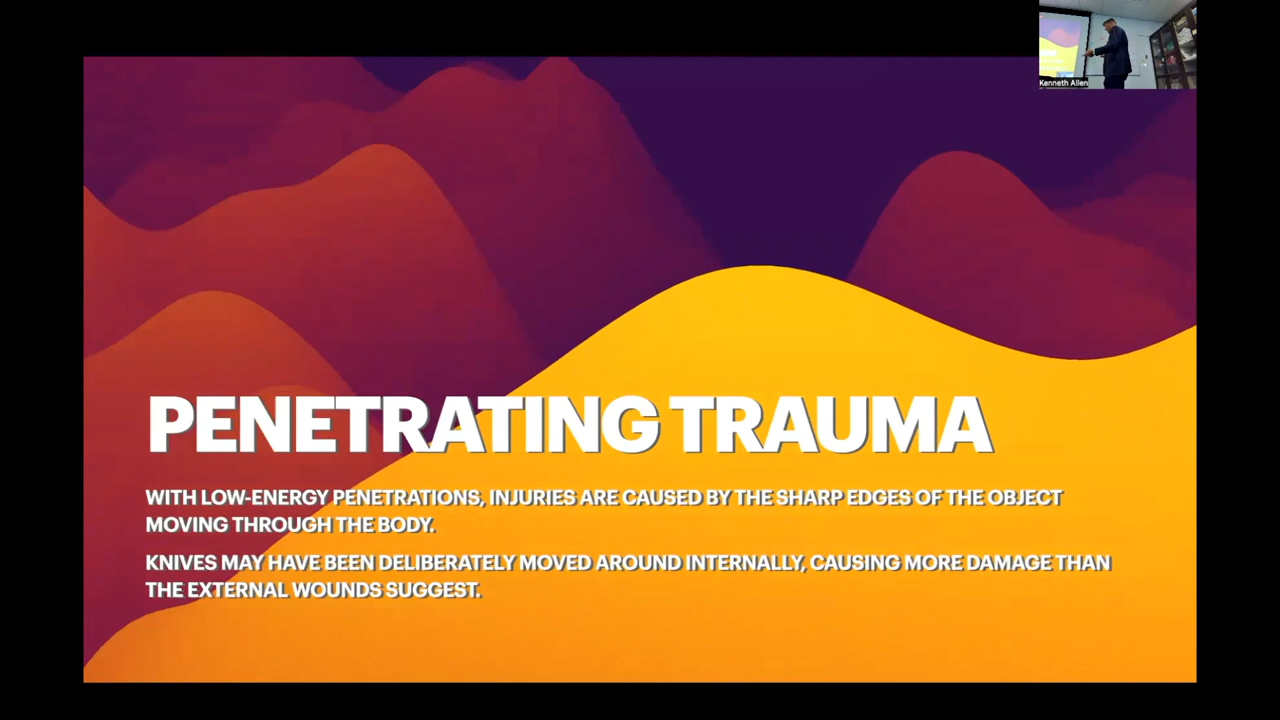 Kenneth Allen
PENETRATING TRAUMA
WITH LOW-ENERGY PENETRATIONS, INJURIES ARE CAUSED BY THE SHARP EDGES OF THE OBJECT
MOVING THROUGH THE BODY.
KNIVES MAY HAVE BEEN DELIBERATELY MOVED AROUND INTERNALLY, CAUSING MORE DAMAGE THAN
THE EXTERNAL WOUNDS SUGGEST.